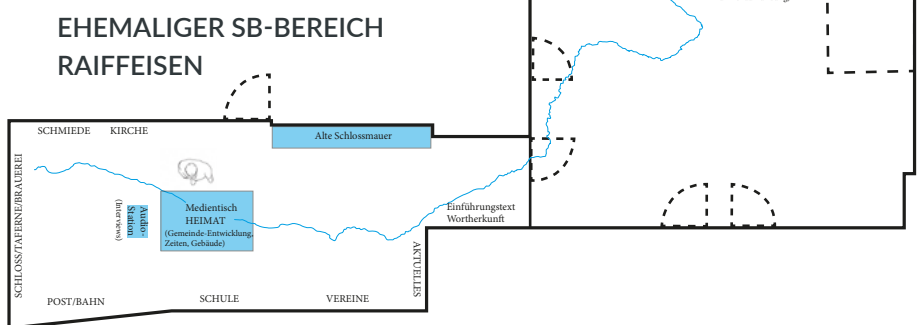 EHEMALIGER SB-BEREICH
RAIFFEISEN
SCHMIEDE
KIRCHE
Alte Schlossmauer
SCHLOSS/TAFERNE/BRAUEREI
Audio
Station
(Interviews)
Medientisch
HEIMAT
(Gemeinde-Entwicklung,
Zeiten, Gebäude)
Einführungstext
Wortherkunft
AKTUELLES
POST/BAHN
SCHULE
VEREINE